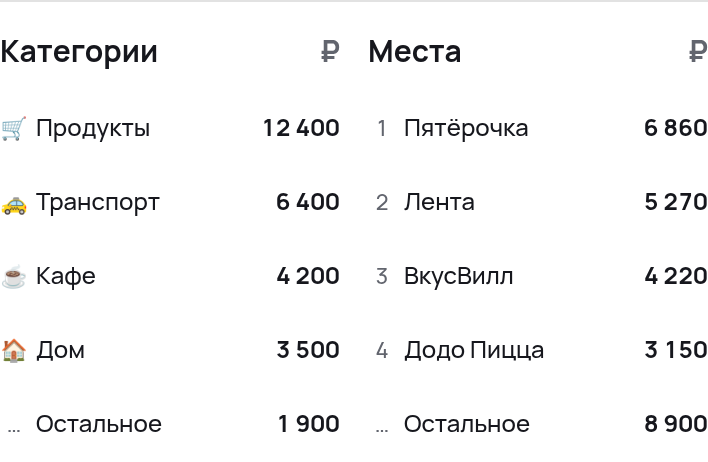 Категории ₽
Продукты 12 400
Транспорт 6 400
Кафе 4 200
Дом 3 500
... Остальное 1 900
Места ₽
1 Пятёрочка 6 860
2 Лента 5 270
3 ВкусВилл 4 220
4 Додо Пицца 3 150
... Остальное 8 900